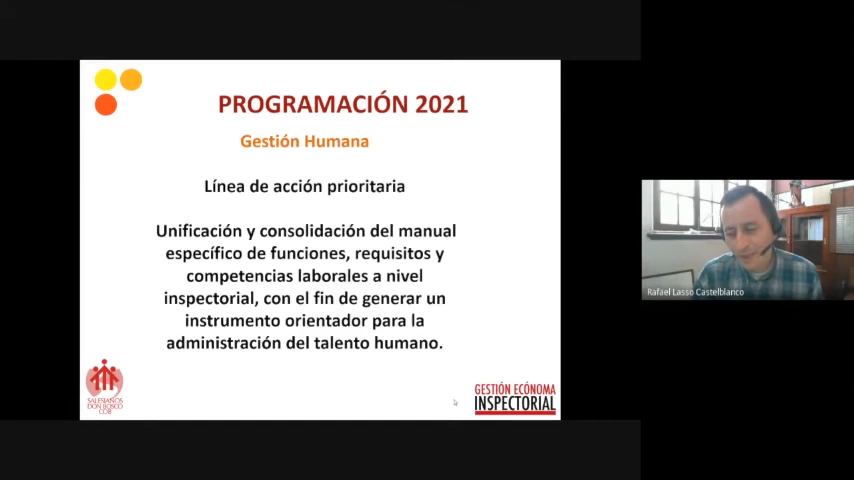 PROGRAMACIÓN 2021
Gestión Humana
Línea de acción prioritaria
Unificación y consolidación del manual
específico de funciones, requisitos y
competencias laborales a nivel
inspectorial, con el fin de generar un
instrumento orientador para la
administración del talento humano.
SALESIANOS
DON BOSCO
COB
GESTIÓN ECÓNOMA
INSPECTORIAL
Rafael Lasso Castelblanco